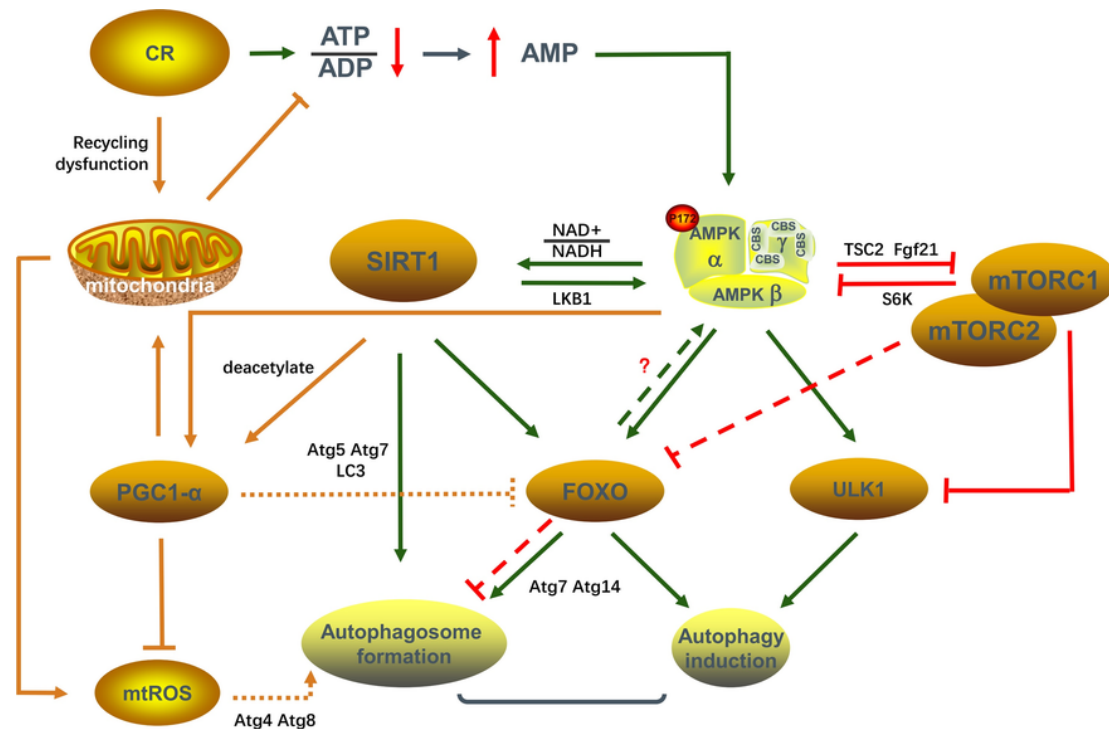 CR
ATP
ADP
AMP
Recycling
dysfunction
mitochondria
SIRT1
NAD+
NADH
LKB1
P172
AMPK
α
CBS
CBS
γ
CBS
CBS
AMPK β
TSC2 Fgf21
S6K
mTORC1
mTORC2
deacetylate
?
Atg5 Atg7
LC3
PGC1-α
FOXO
ULK1
Atg7 Atg14
Autophagosome
formation
Autophagy
induction
mtROS
Atg4 Atg8